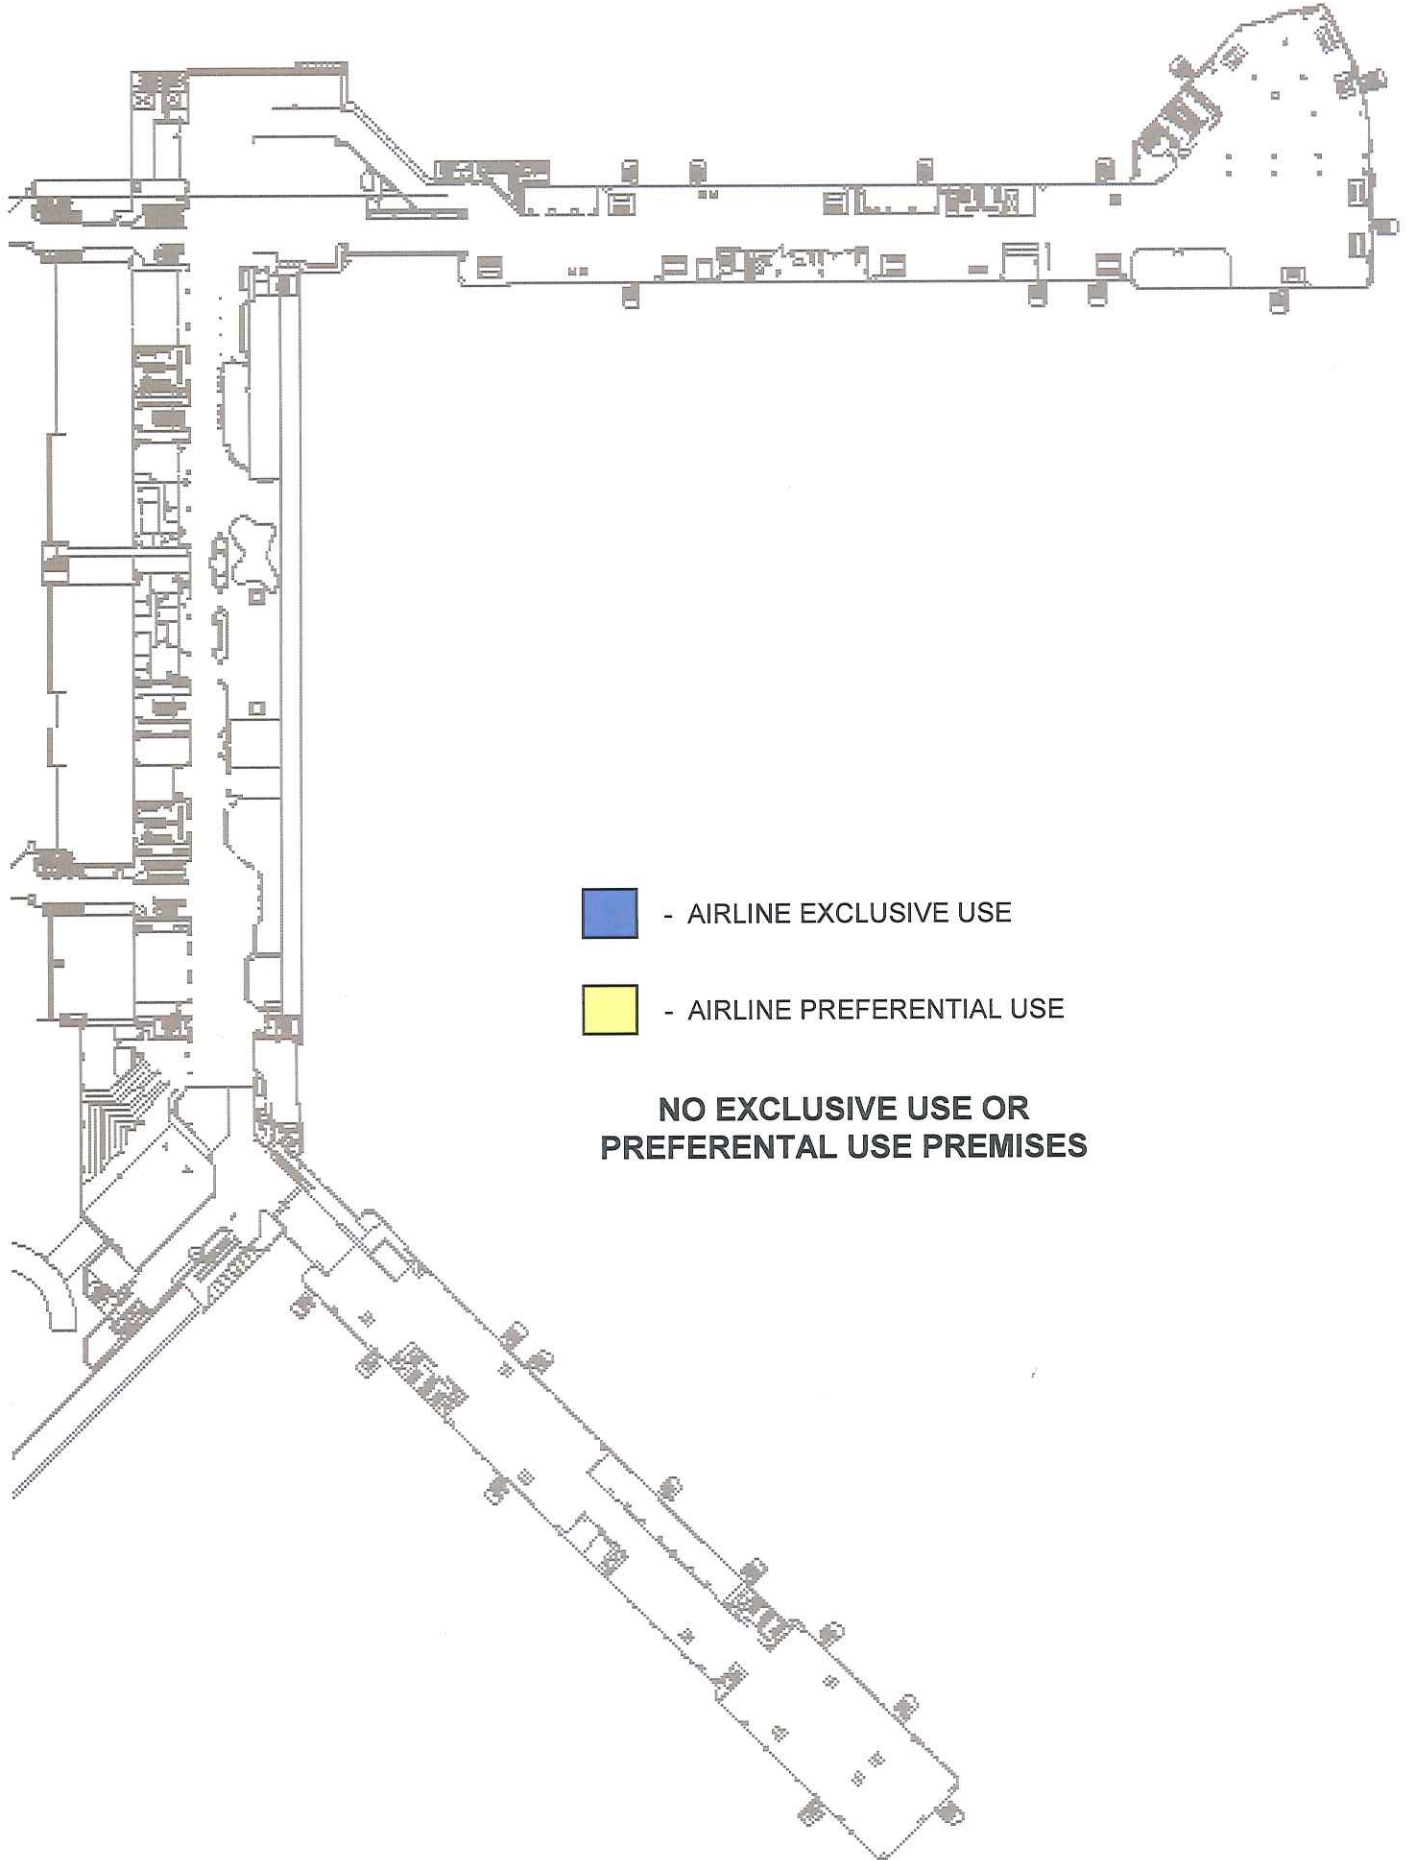 - AIRLINE EXCLUSIVE USE
- AIRLINE PREFERENTIAL USE
NO EXCLUSIVE USE OR
PREFERENTAL USE PREMISES